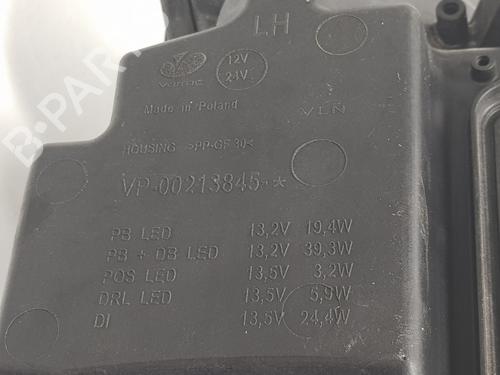 LH
12V
24V
Made in Poland
VLN
HOUSING >PP-GF30<
VP-00213845-*
PB LED 13,2V 19,4W
PB + DB LED 13,2V 39,3W
POS LED 13,5V 3,2W
DRL LED 13,5V 5,9W
DI 13,5V 24,4W
B-PARTS